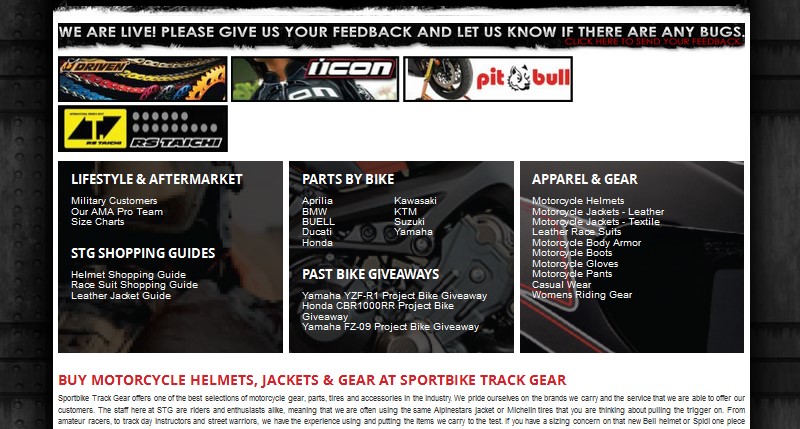 WE ARE LIVE! PLEASE GIVE US YOUR FEEDBACK AND LET US KNOW IF THERE ARE ANY BUGS.
CLICK HERE TO SEND YOUR FEEDBACK
DRIVEN
icon
on
pit bull
RS TAICHI
RS TAICHI
LIFESTYLE & AFTERMARKET
Military Customers
Our AMA Pro Team
Size Charts
STG SHOPPING GUIDES
Helmet Shopping Guide
Race Suit Shopping Guide
Leather Jacket Guide
PARTS BY BIKE
Aprilia
BMW
BUELL
Ducati
Honda
Kawasaki
KTM
Suzuki
Yamaha
PAST BIKE GIVEAWAYS
Yamaha YZF-R1 Project Bike Giveaway
Honda CBR1000RR Project Bike
Giveaway
Yamaha FZ-09 Project Bike Giveaway
APPAREL & GEAR
Motorcycle Helmets
Motorcycle Jackets - Leather
Motorcycle Jackets - Textile
Leather Race Suits
Motorcycle Body Armor
Motorcycle Boots
Motorcycle Gloves
Motorcycle Pants
Casual Wear
Womens Riding Gear
BUY MOTORCYCLE HELMETS, JACKETS & GEAR AT SPORTBIKE TRACK GEAR
Sportbike Track Gear offers one of the best selections of motorcycle gear, parts, tires and accessories in the industry. We pride ourselves on the brands we carry and the service that we are able to offer our
customers. The staff here at STG are riders and enthusiasts alike, meaning that we are often using the same Alpinestars jacket or Michelin tires that you are thinking about pulling the trigger on. From
amateur racers, to track day instructors and street warriors, we have the experience using and putting the items we carry to the test. If you have a sizing concern on that new Bell helmet or Spidi one piece